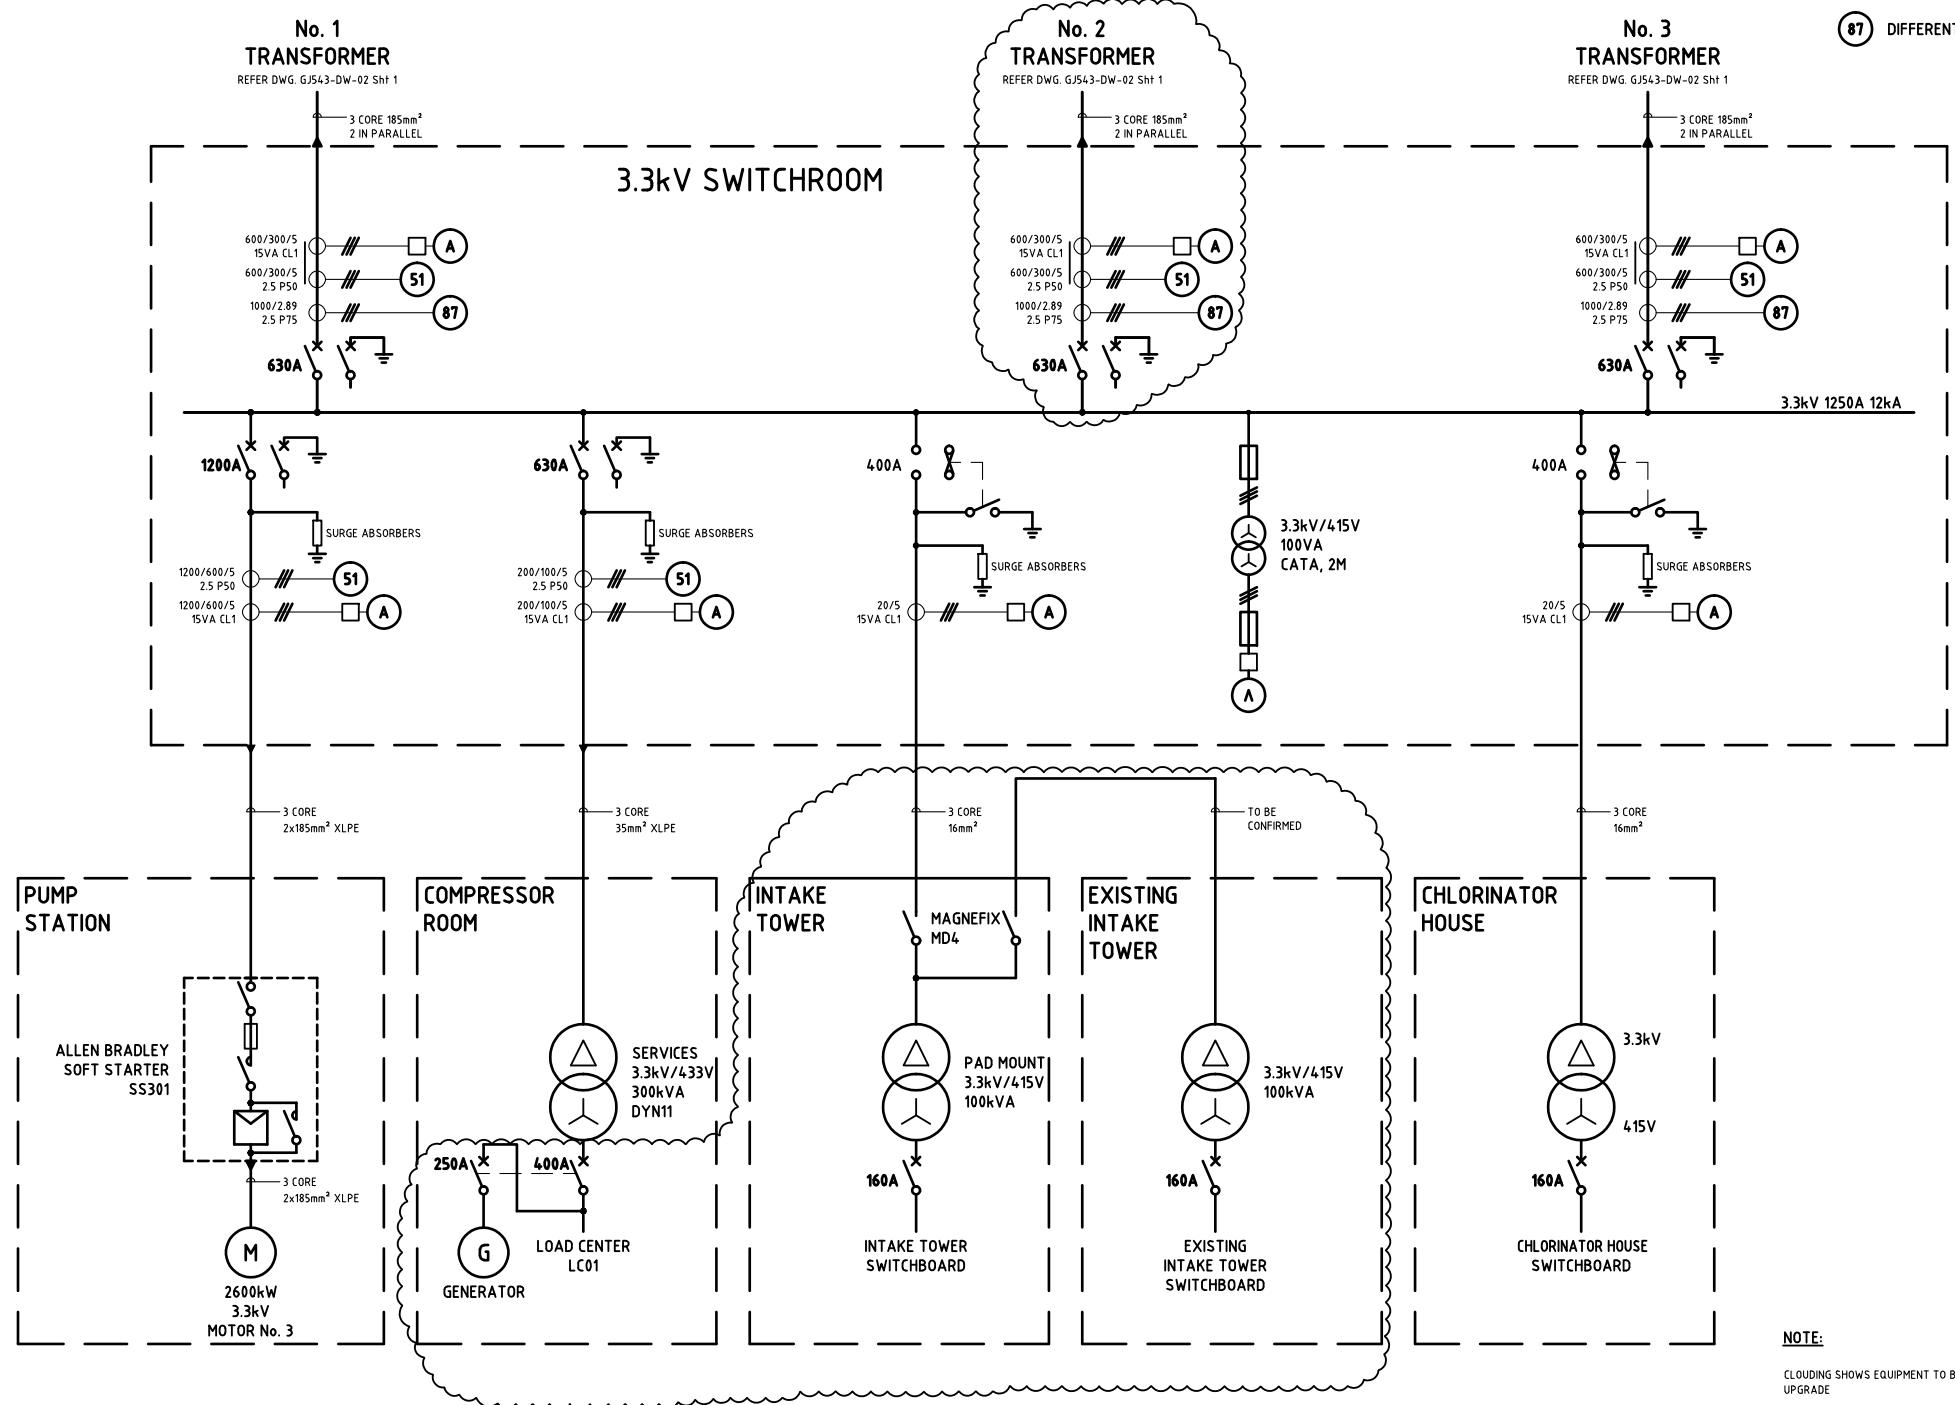 No. 1
TRANSFORMER
REFER DWG. GJ543-DW-02 Sht 1
3 CORE 185mm²
2 IN PARALLEL
No. 2
TRANSFORMER
REFER DWG. GJ543-DW-02 Sht 1
3 CORE 185mm²
2 IN PARALLEL
No. 3
TRANSFORMER
REFER DWG. GJ543-DW-02 Sht 1
3 CORE 185mm²
2 IN PARALLEL
87
3.3kV SWITCHROOM
600/300/5
15VA CL1
A
600/300/5
2.5 P50
51
1000/2.89
2.5 P75
87
630A
600/300/5
15VA CL1
A
600/300/5
2.5 P50
51
1000/2.89
2.5 P75
87
630A
600/300/5
15VA CL1
A
600/300/5
2.5 P50
51
1000/2.89
2.5 P75
87
630A
3.3kV 1250A 12kA
1200A
SURGE ABSORBERS
1200/600/5
2.5 P50
51
1200/600/5
15VA CL1
A
630A
SURGE ABSORBERS
200/100/5
2.5 P50
51
200/100/5
15VA CL1
A
400A
SURGE ABSORBERS
20/5
15VA CL1
A
3.3kV/415V
100VA
CATA, 2M
400A
SURGE ABSORBERS
20/5
15VA CL1
A
3 CORE
2x185mm² XLPE
3 CORE
35mm² XLPE
3 CORE
16mm²
TO BE
CONFIRMED
3 CORE
16mm²
PUMP
STATION
ALLEN BRADLEY
SOFT STARTER
SS301
3 CORE
2x185mm² XLPE
M
2600kW
3.3kV
MOTOR No. 3
COMPRESSOR
ROOM
SERVICES
3.3kV/433V
300kVA
DYN11
250A
400A
G
GENERATOR
LOAD CENTER
LC01
INTAKE
TOWER
MAGNEFIX
MD4
PAD MOUNT
3.3kV/415V
100kVA
160A
INTAKE TOWER
SWITCHBOARD
EXISTING
INTAKE
TOWER
3.3kV/415V
100kVA
160A
EXISTING
INTAKE TOWER
SWITCHBOARD
CHLORINATOR
HOUSE
3.3kV
415V
160A
CHLORINATOR HOUSE
SWITCHBOARD
NOTE:
CLOUDING SHOWS EQUIPMENT TO
UPGRADE